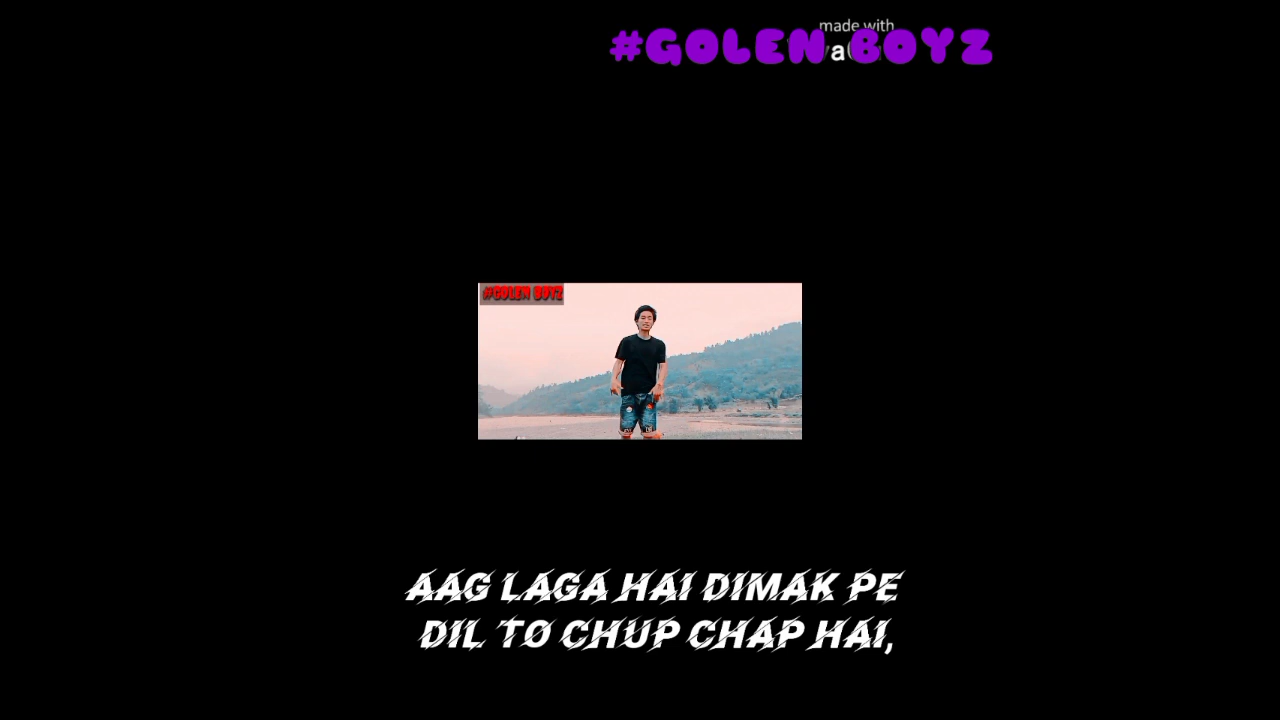 made with
#GOLEN BOYZ
#GOLEN BOYZ
AAG LAGA HAI DIMAK PE
DIL TO CHUP CHAP HAI,